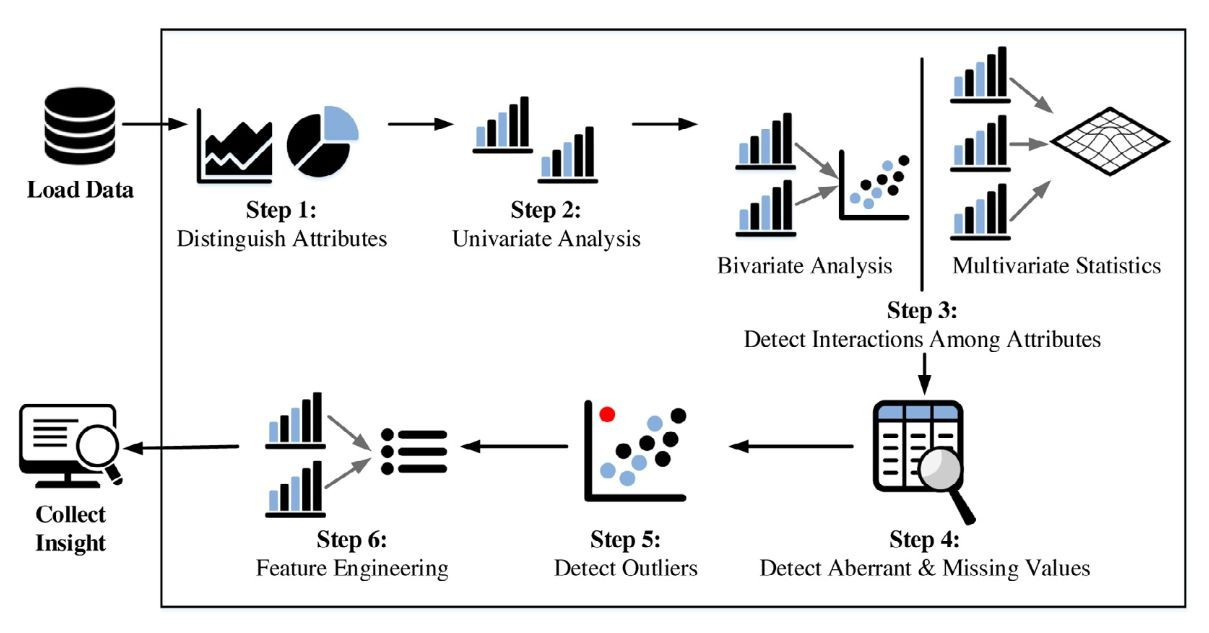 Load Data
Step 1:
Distinguish Attributes
Step 2:
Univariate Analysis
Bivariate Analysis
Multivariate Statistics
Step 3:
Detect Interactions Among Attributes
Step 4:
Detect Aberrant & Missing Values
Step 5:
Detect Outliers
Step 6:
Feature Engineering
Collect
Insight